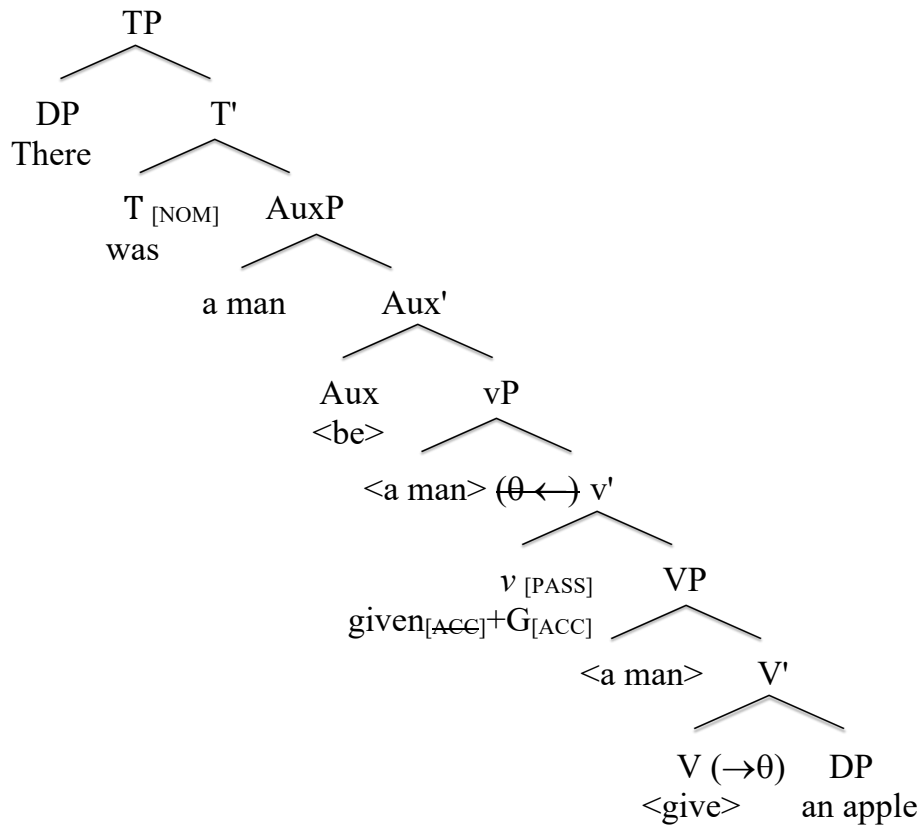 TP
DP T'
There
T [NOM] AuxP
was
a man Aux'
Aux vP
<be>
<a man> (θ ←) v'
v [PASS] VP
given[ACC]+G[ACC]
<a man> V'
V (→θ) DP
<give> an apple